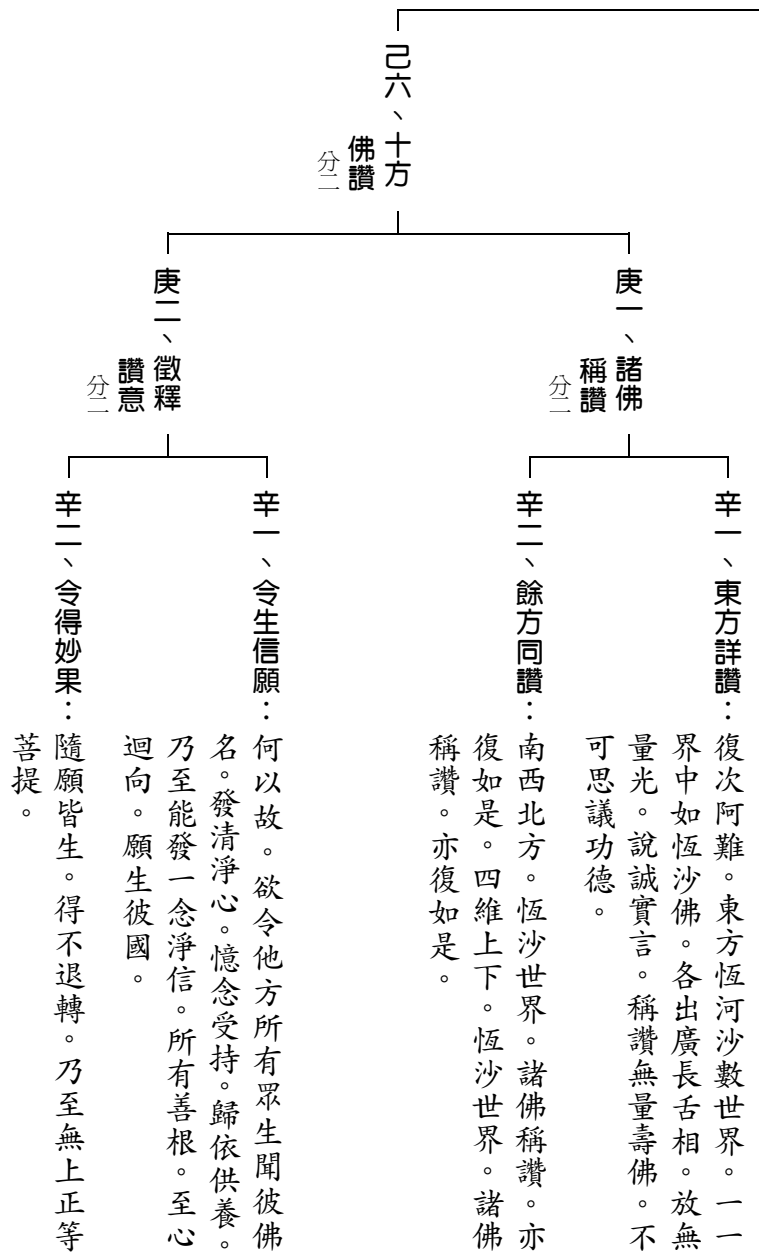 己六、十方
佛讚
分二
庚一、諸佛
稱讚
分二
辛一、東方詳讚：復次阿難。東方恆河沙數世界。一一
界中如恆沙佛。各出廣長舌相。放無
量光。說誠實言。稱讚無量壽佛。不
可思議功德。
辛二、餘方同讚：南西北方。恆沙世界。諸佛稱讚。亦
復如是。四維上下。恆沙世界。諸佛
稱讚。亦復如是。
庚二、徵釋
讚意
分二
辛一、令生信願：何以故。欲令他方所有眾生聞彼佛
名。發清淨心。憶念受持。歸依供養。
乃至能發一念淨信。所有善根。至心
迴向。願生彼國。
辛二、令得妙果：隨願皆生。得不退轉。乃至無上正等
菩提。